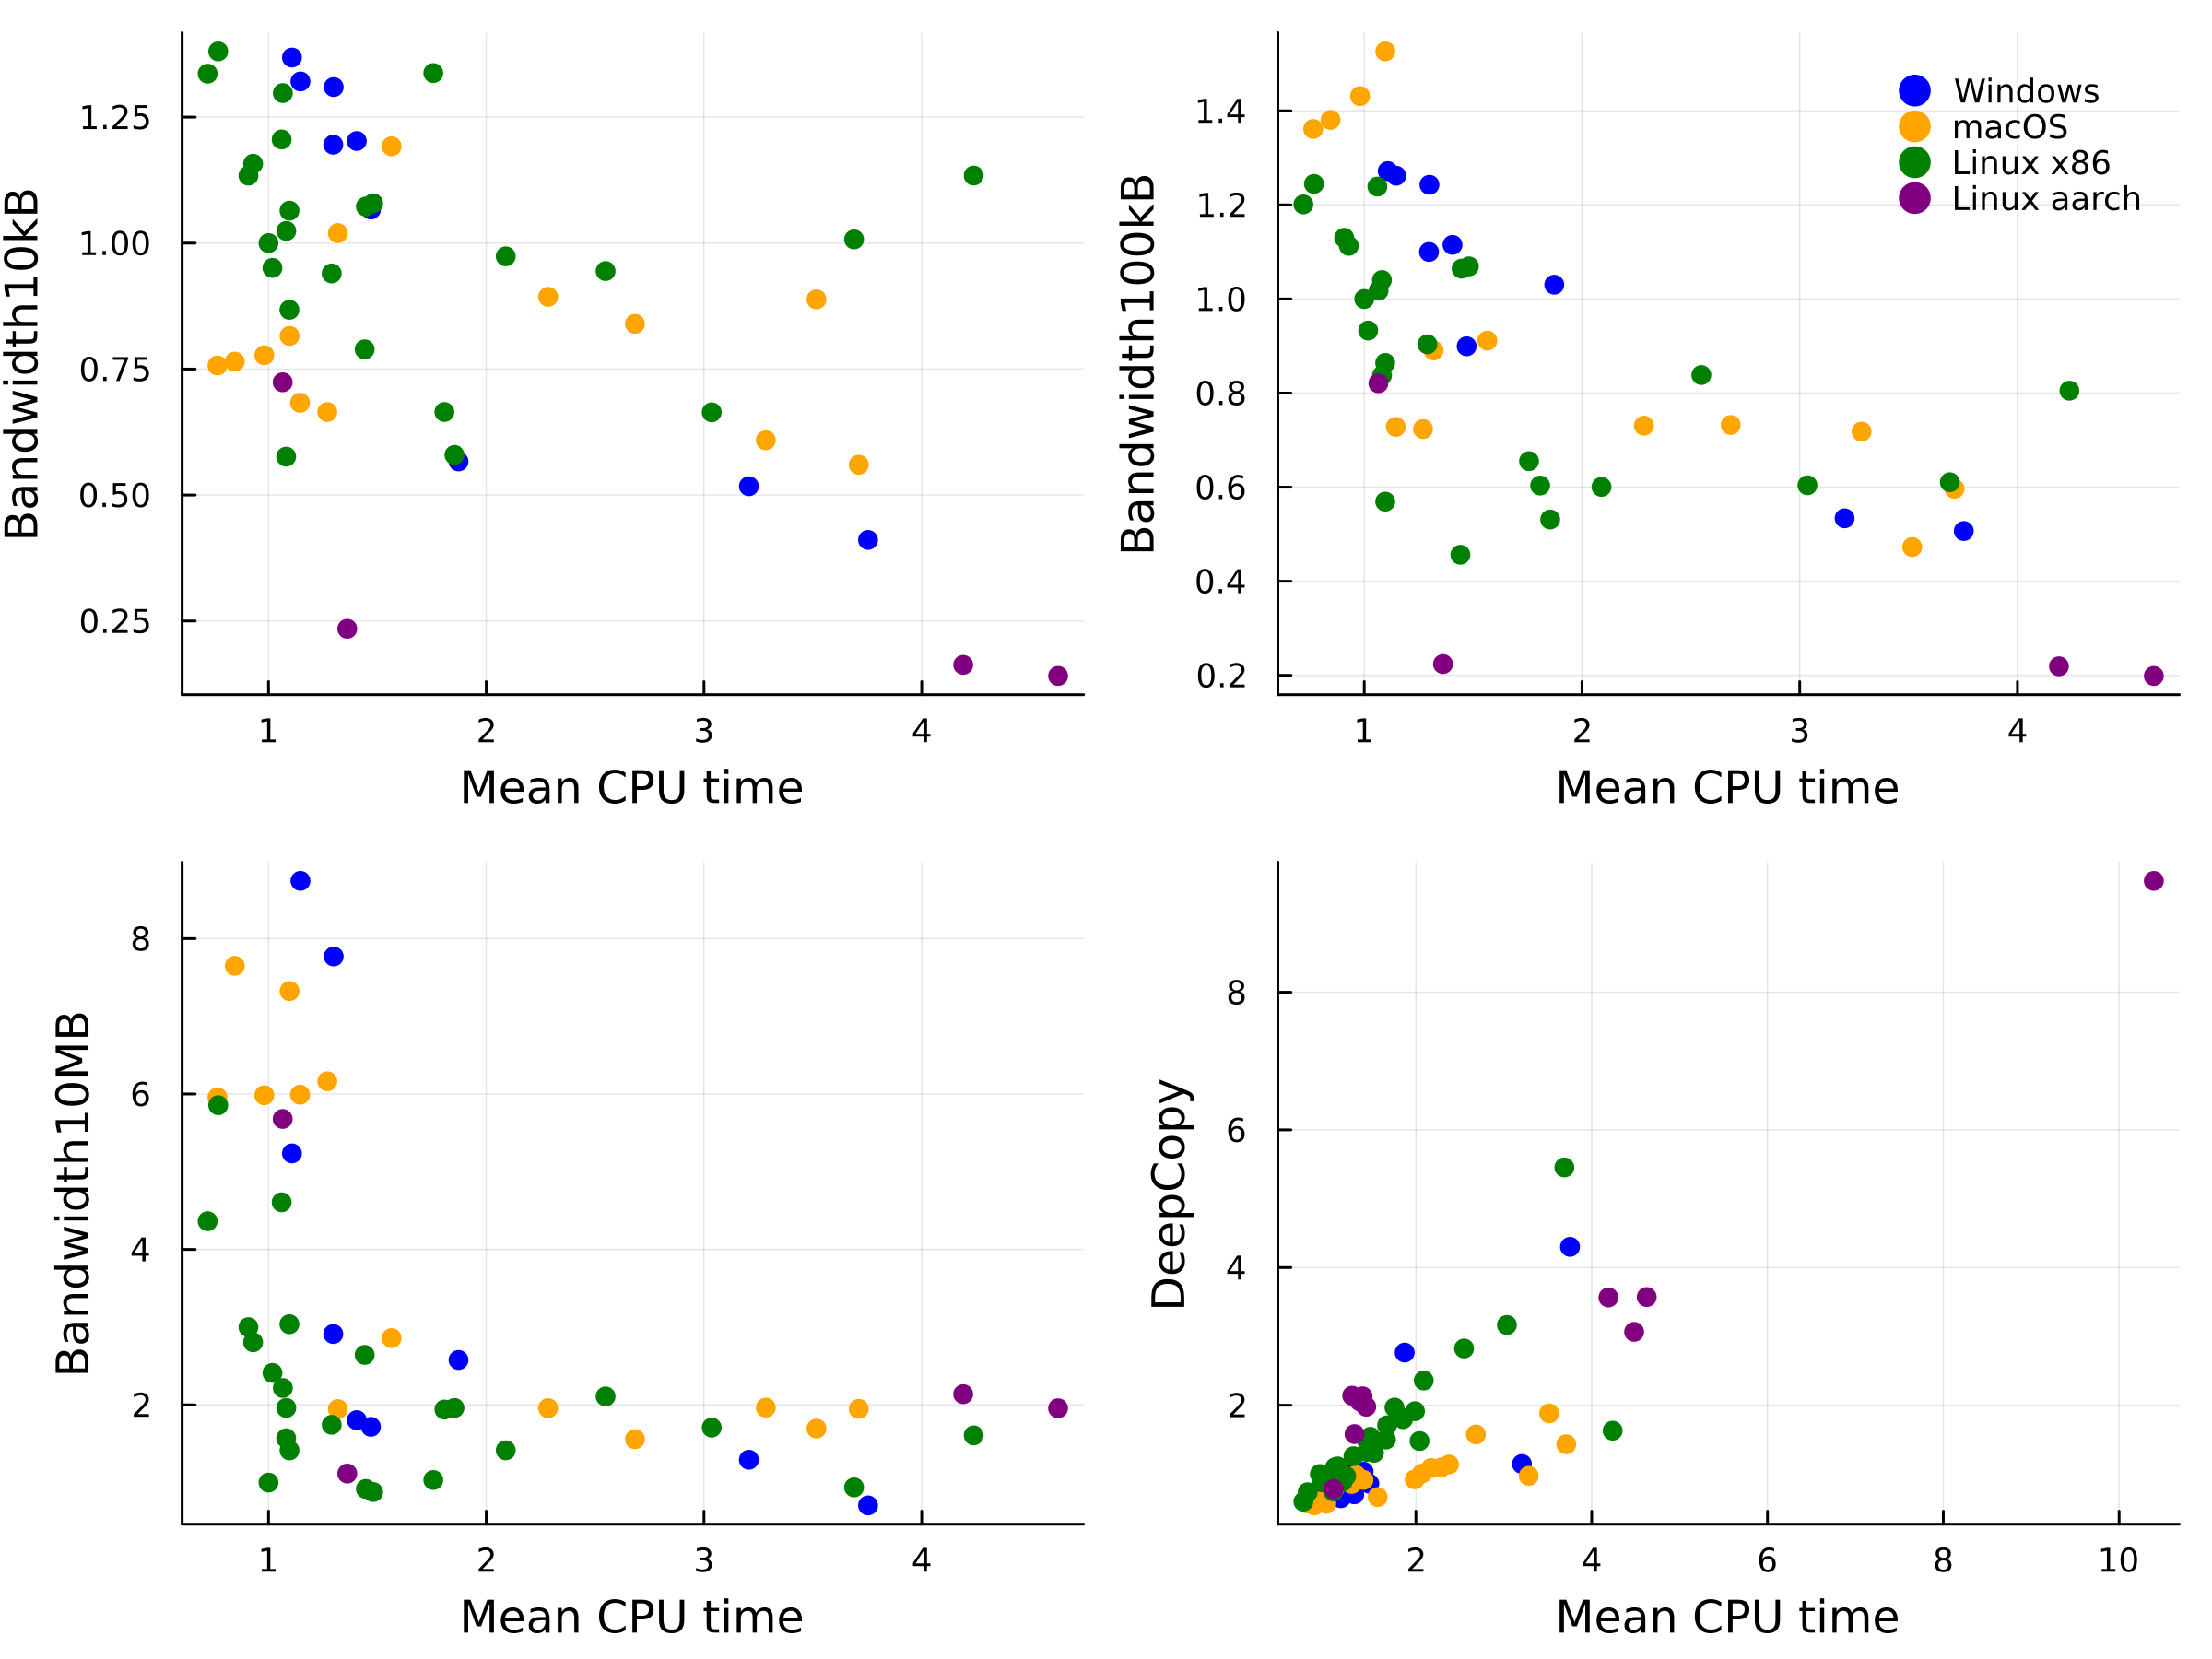 Bandwidth10kB
1.25
1.00
0.75
0.50
0.25
1 2 3 4
Mean CPU time
Bandwidth100kB
1.4
1.2
1.0
0.8
0.6
0.4
0.2
1 2 3 4
Mean CPU time
Windows
macOS
Linux x86
Linux aarch
Bandwidth10MB
8
6
4
2
1 2 3 4
Mean CPU time
DeepCopy
8
6
4
2
2 4 6 8 10
Mean CPU time